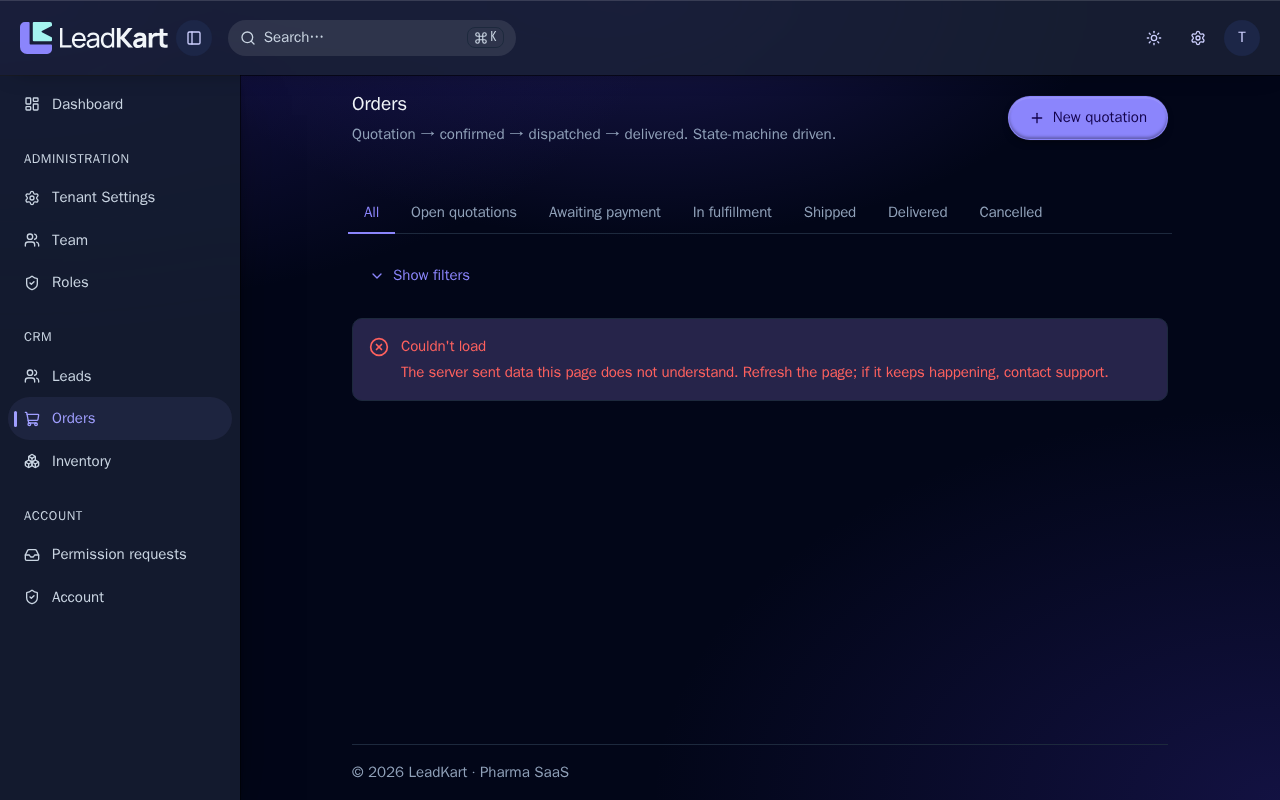 LeadKart
Search…
⌘K
T
Dashboard
ADMINISTRATION
Tenant Settings
Team
Roles
CRM
Leads
Orders
Inventory
ACCOUNT
Permission requests
Account
Orders
Quotation → confirmed → dispatched → delivered. State-machine driven.
New quotation
All
Open quotations
Awaiting payment
In fulfillment
Shipped
Delivered
Cancelled
Show filters
Couldn't load
The server sent data this page does not understand. Refresh the page; if it keeps happening, contact support.
© 2026 LeadKart · Pharma SaaS